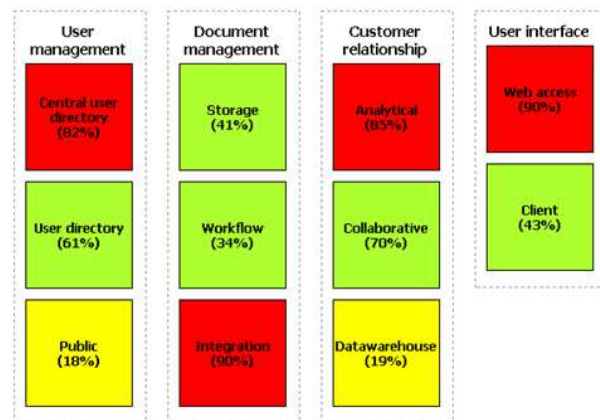 User
management
Central user
directory
(82%)
User directory
(61%)
Public
(18%)
Document
management
Storage
(41%)
Workflow
(34%)
Integration
(90%)
Customer
relationship
Analytical
(85%)
Collaborative
(70%)
Datawarehouse
(19%)
User interface
Web access
(90%)
Client
(43%)